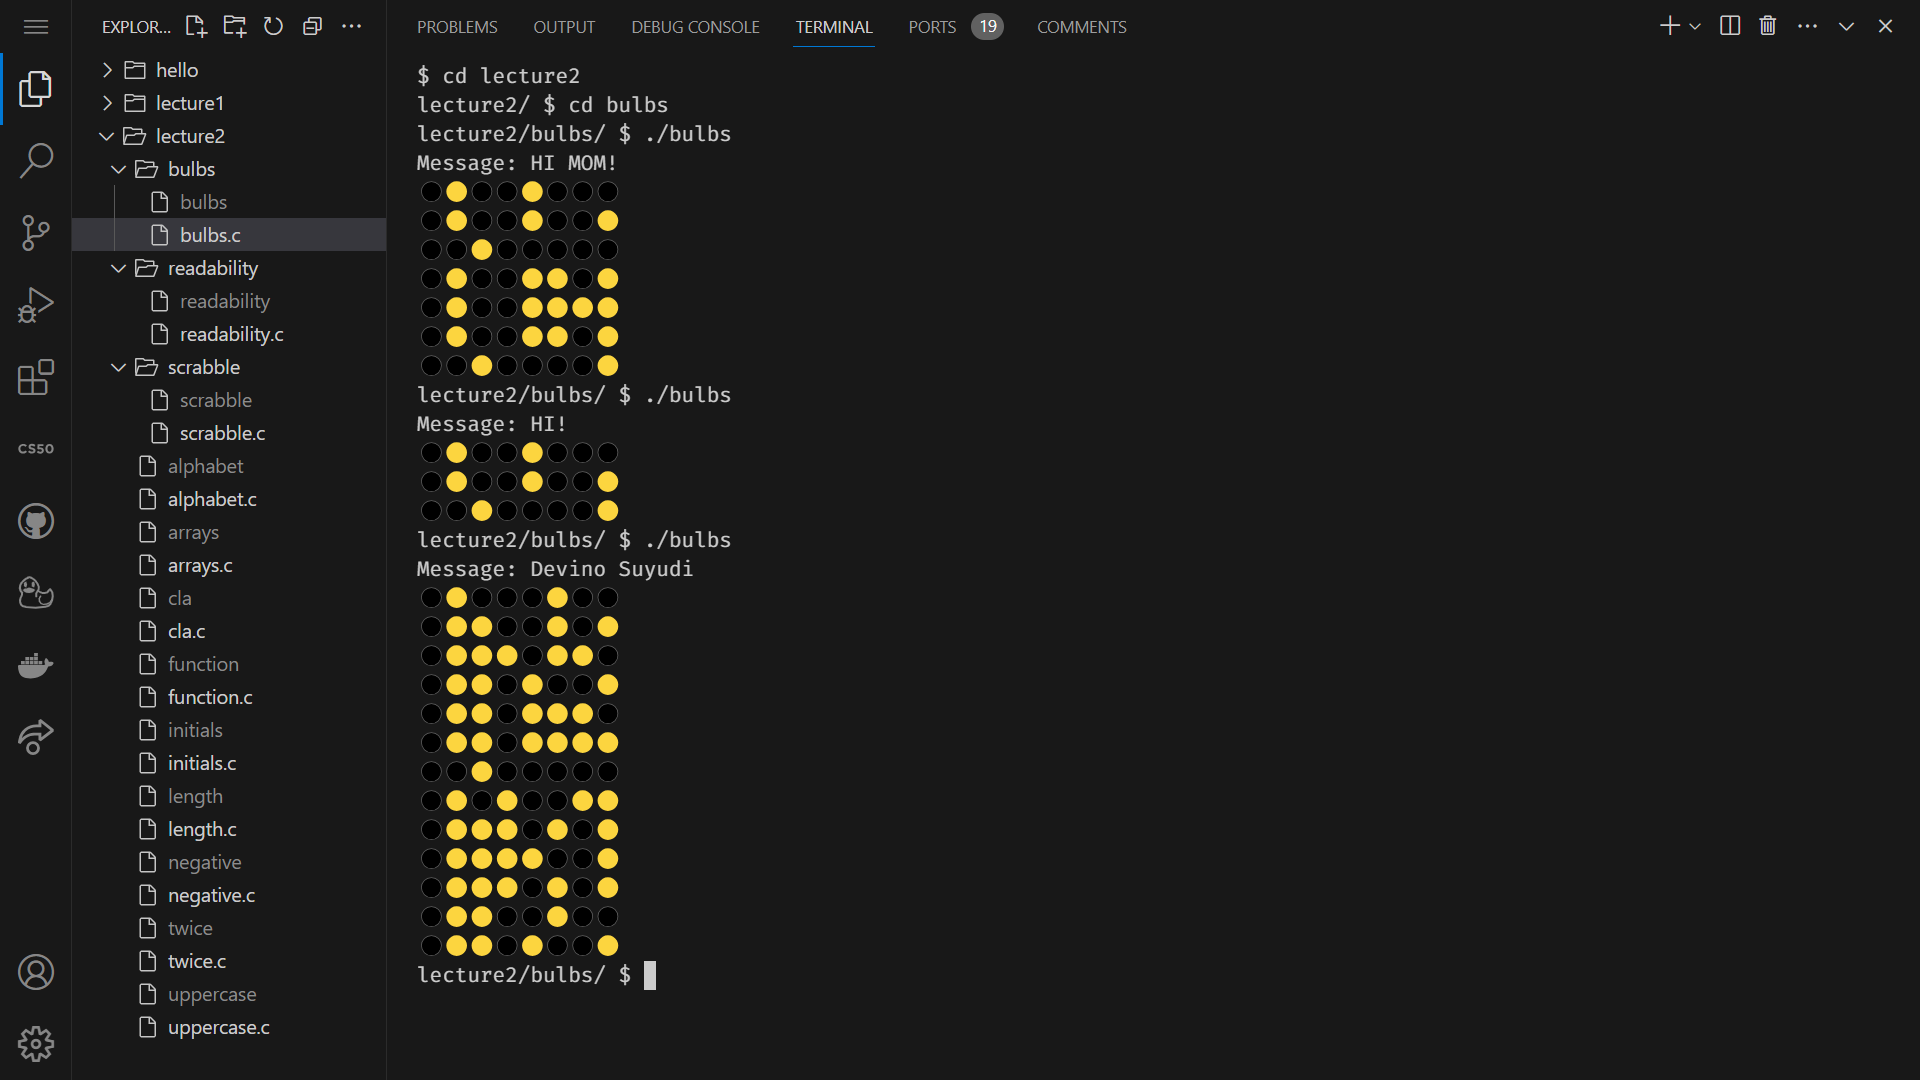 EXPLOR...
hello
lecture1
lecture2
bulbs
bulbs
bulbs.c
readability
readability
readability.c
scrabble
scrabble
scrabble.c
CS50
alphabet
alphabet.c
arrays
arrays.c
cla
cla.c
function
function.c
initials
initials.c
length
length.c
negative
negative.c
twice
twice.c
uppercase
uppercase.c
PROBLEMS OUTPUT DEBUG CONSOLE TERMINAL PORTS 19 COMMENTS
$ cd lecture2
lecture2/ $ cd bulbs
lecture2/bulbs/ $ ./bulbs
Message: HI MOM!
lecture2/bulbs/ $ ./bulbs
Message: HI!
lecture2/bulbs/ $ ./bulbs
Message: Devino Suyudi
lecture2/bulbs/ $